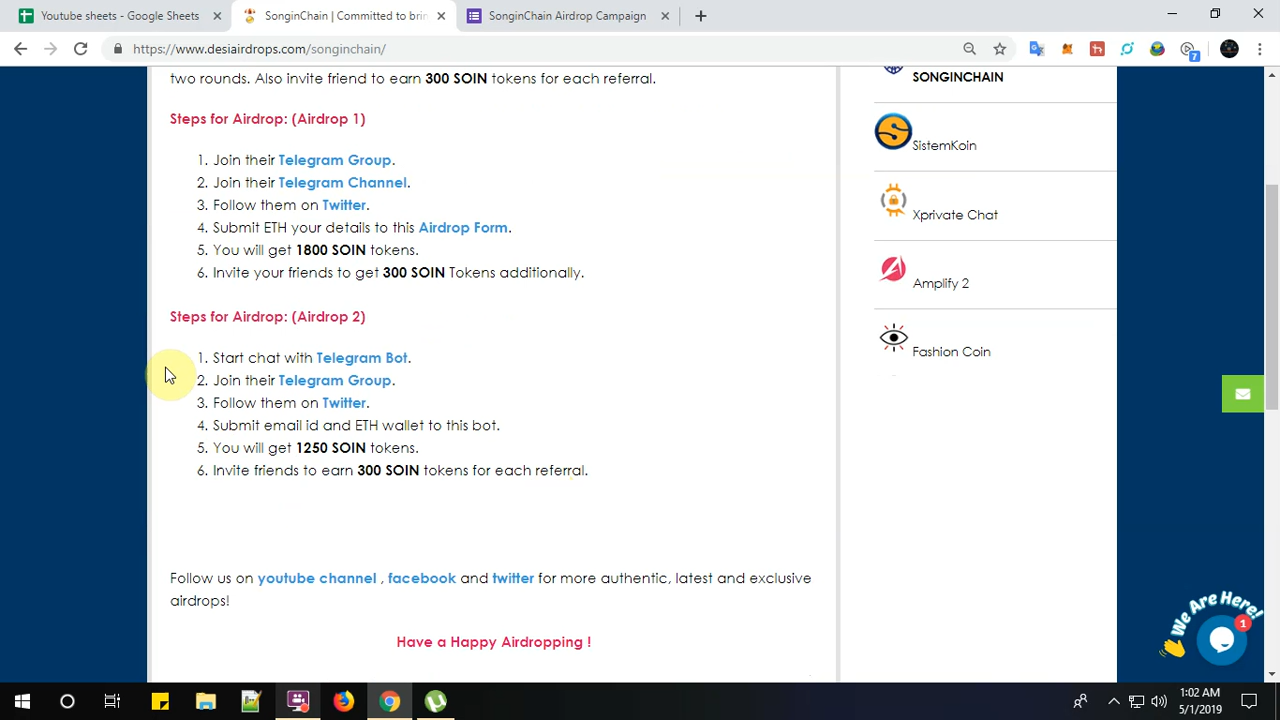 Youtube sheets - Google Sheets
SonginChain | Committed to brin
SonginChain Airdrop Campaign
https://www.desiairdrops.com/songinchain/
7
two rounds. Also invite friend to earn 300 SOIN tokens for each referral.
Steps for Airdrop: (Airdrop 1)
1. Join their Telegram Group.
2. Join their Telegram Channel.
3. Follow them on Twitter.
4. Submit ETH your details to this Airdrop Form.
5. You will get 1800 SOIN tokens.
6. Invite your friends to get 300 SOIN Tokens additionally.
Steps for Airdrop: (Airdrop 2)
1. Start chat with Telegram Bot.
2. Join their Telegram Group.
3. Follow them on Twitter.
4. Submit email id and ETH wallet to this bot.
5. You will get 1250 SOIN tokens.
6. Invite friends to earn 300 SOIN tokens for each referral.
Follow us on youtube channel , facebook and twitter for more authentic, latest and exclusive
airdrops!
Have a Happy Airdropping !
SONGINCHAIN
SistemKoin
Xprivate Chat
Amplify 2
Fashion Coin
We Are Here!
1
1:02 AM
5/1/2019